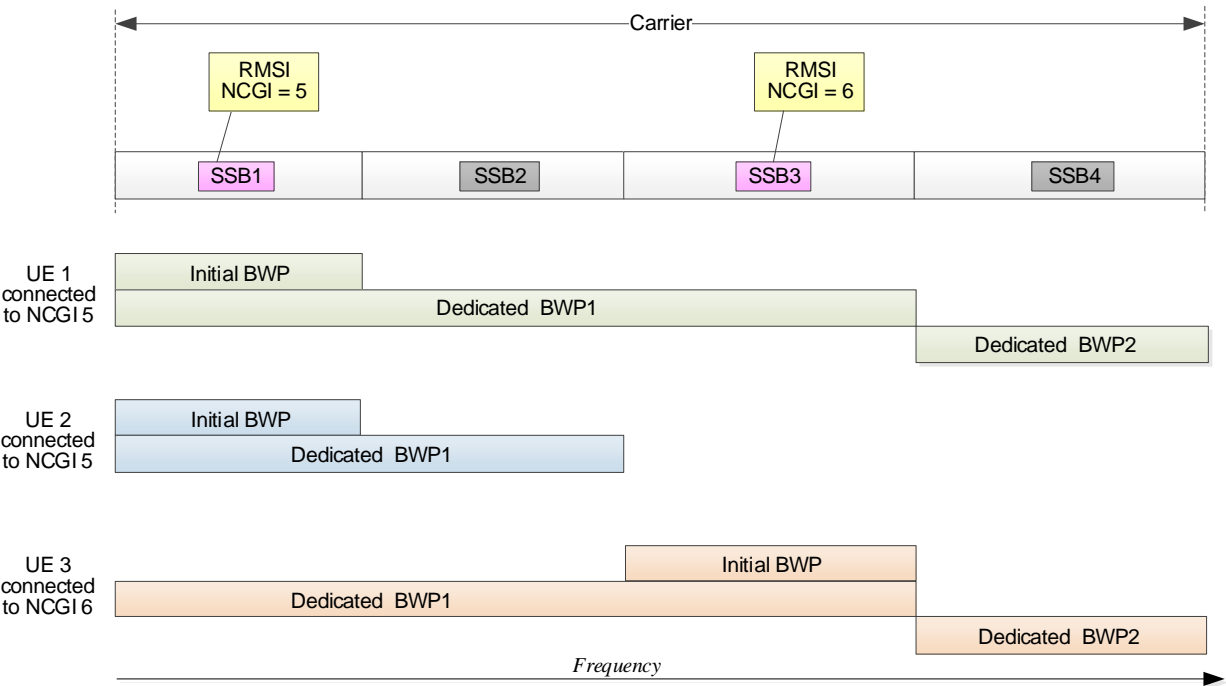 Carrier
RMSI
NCGI = 5
RMSI
NCGI = 6
SSB1
SSB2
SSB3
SSB4
UE 1
connected
to NCGI 5
Initial BWP
Dedicated BWP1
Dedicated BWP2
UE 2
connected
to NCGI 5
Initial BWP
Dedicated BWP1
UE 3
connected
to NCGI 6
Initial BWP
Dedicated BWP1
Dedicated BWP2
Frequency